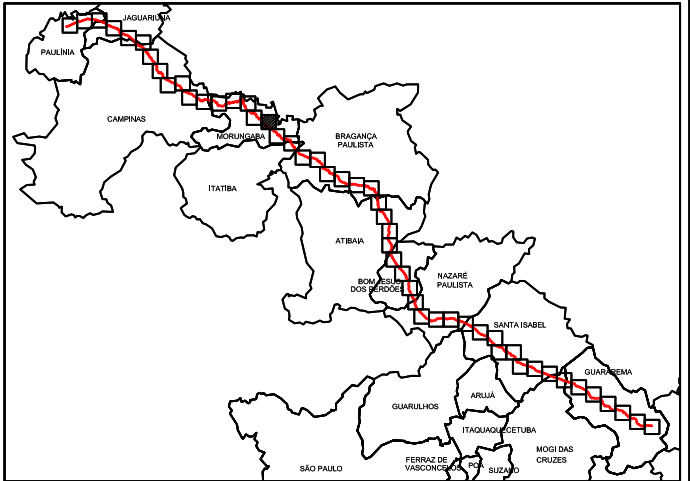 JAGUARIÚNA
PAULÍNIA
CAMPINAS
MORUNGABA
BRAGANÇA
PAULISTA
ITATIBA
ATIBAIA
BOM JESUS
DOS PERDÕES
NAZARÉ
PAULISTA
SANTA ISABEL
GUARAREMA
ARUJÁ
GUARULHOS
ITAQUAQUECETUBA
MOGI DAS
CRUZES
FERRAZ DE
VASCONCELOS
POÁ
SUZANO
SÃO PAULO